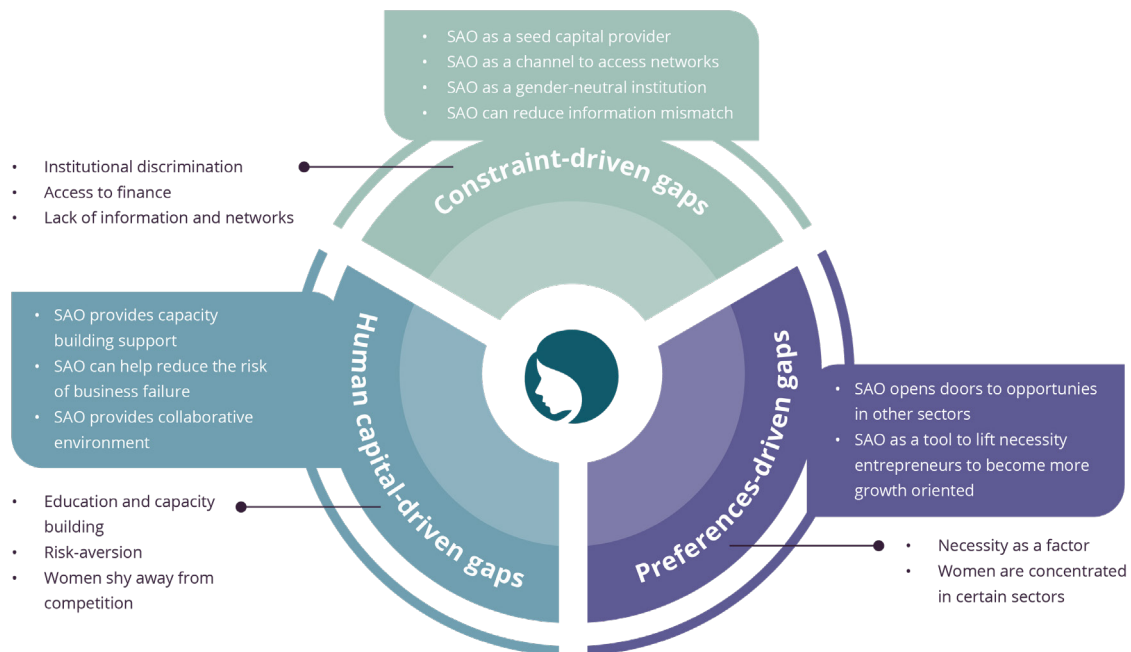 • SAO as a seed capital provider
• SAO as a channel to access networks
• SAO as a gender-neutral institution
• SAO can reduce information mismatch
Constraint-driven gaps
• Institutional discrimination
• Access to finance
• Lack of information and networks
• SAO provides capacity
building support
• SAO can help reduce the risk
of business failure
• SAO provides collaborative
environment
Human capital-driven gaps
• Education and capacity
building
• Risk-aversion
• Women shy away from
competition
Preferences-driven gaps
• SAO opens doors to opportunies
in other sectors
• SAO as a tool to lift necessity
entrepreneurs to become more
growth oriented
• Necessity as a factor
• Women are concentrated
in certain sectors